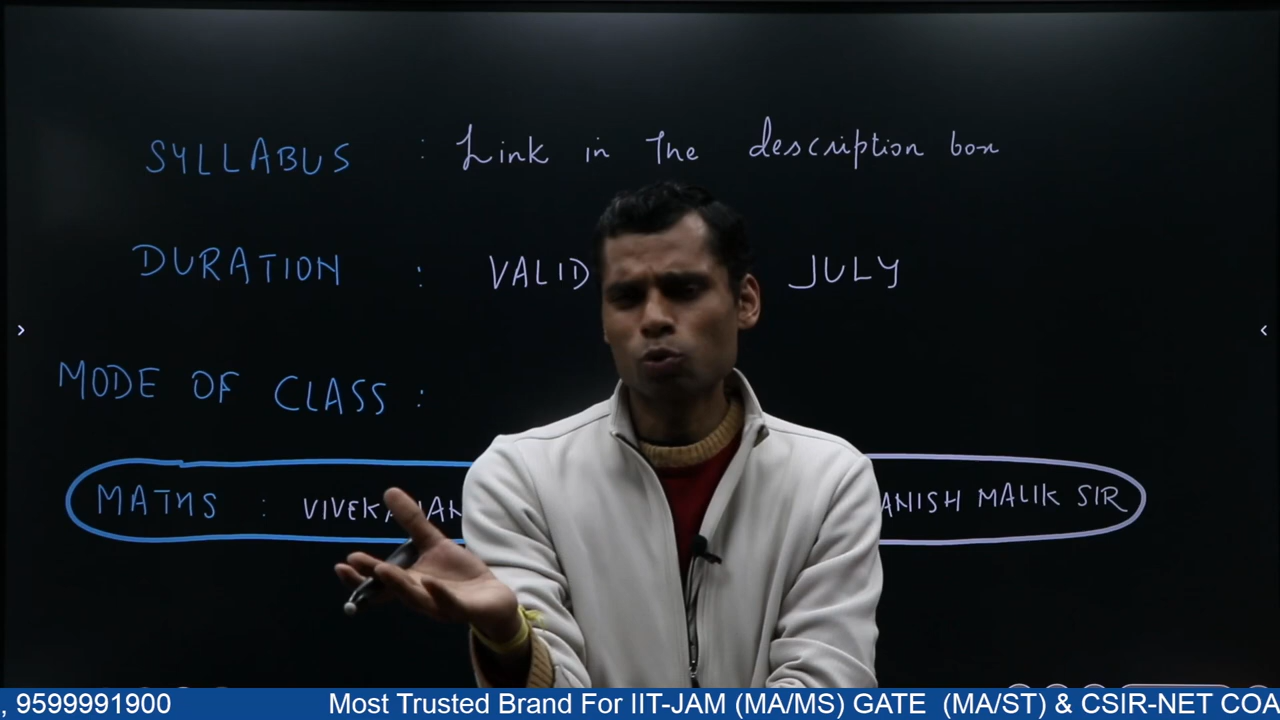 SYLLABUS : Link in The description box
DURATION : VALID JULY
MODE OF CLASS :
MATHS : ANISH MALIK SIR
, 9599991900 Most Trusted Brand For IIT-JAM (MA/MS) GATE (MA/ST) & CSIR-NET COA